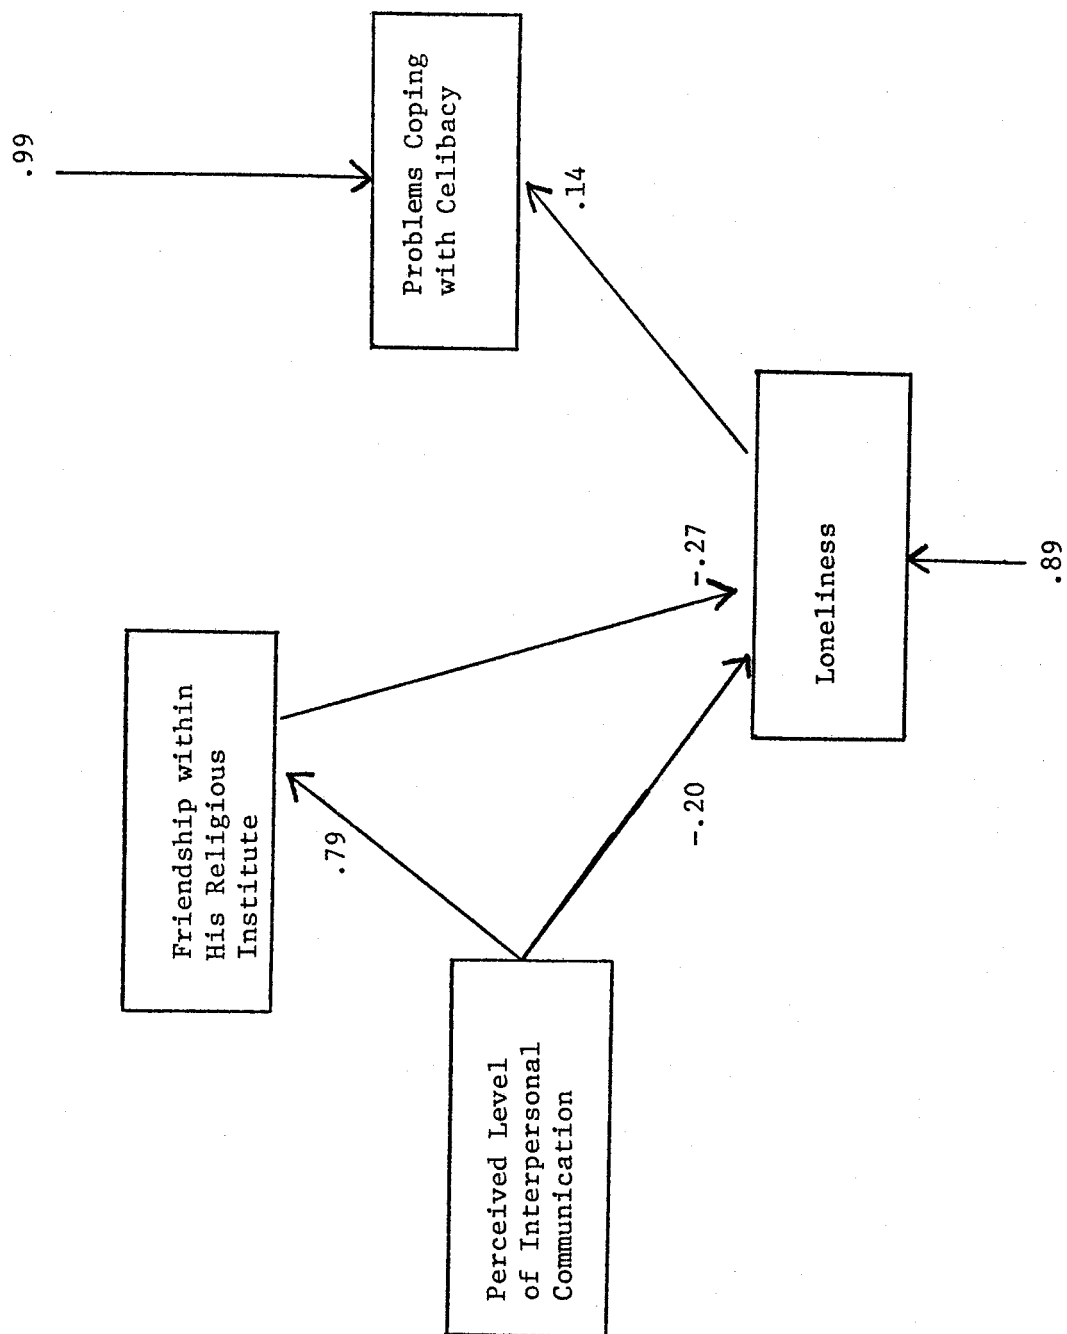 Perceived Level
of Interpersonal
Communication
Friendship within
His Religious
Institute
.79
-.20
-.27
Loneliness
.89
.14
Problems Coping
with Celibacy
.99